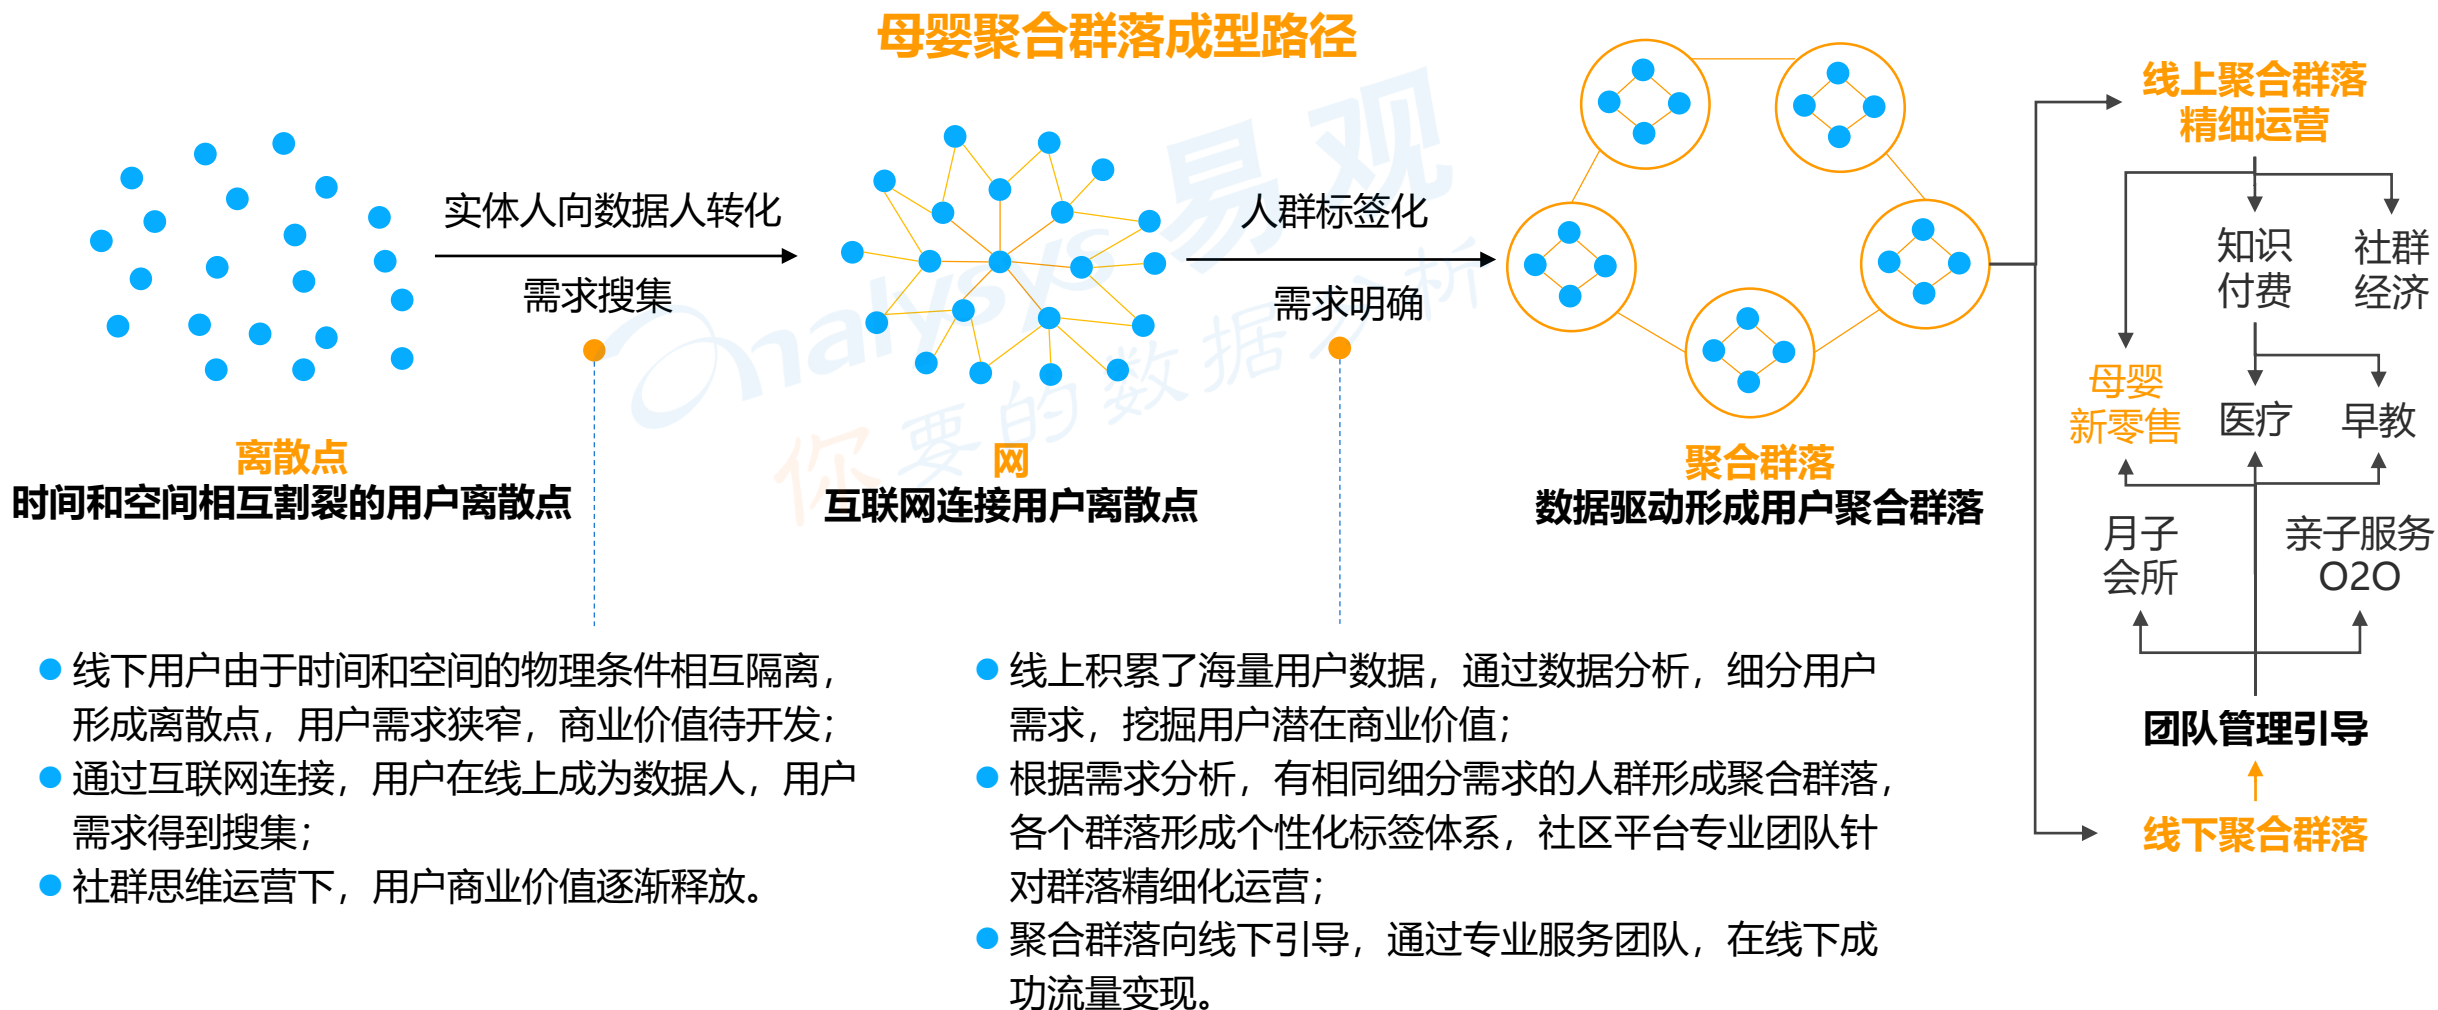 母婴聚合群落成型路径
实体人向数据人转化
需求搜集
人群标签化
需求明确
离散点
时间和空间相互割裂的用户离散点
网
互联网连接用户离散点
聚合群落
数据驱动形成用户聚合群落
线下用户由于时间和空间的物理条件相互隔离，
形成离散点，用户需求狭窄，商业价值待开发；
通过互联网连接，用户在线上成为数据人，用户
需求得到搜集；
社群思维运营下，用户商业价值逐渐释放。
线上积累了海量用户数据，通过数据分析，细分用户
需求，挖掘用户潜在商业价值；
根据需求分析，有相同细分需求的人群形成聚合群落，
各个群落形成个性化标签体系，社区平台专业团队针
对群落精细化运营；
聚合群落向线下引导，通过专业服务团队，在线下成
功流量变现。
线上聚合群落
精细运营
知识
付费
社群
经济
母婴
新零售
医疗
早教
月子
会所
亲子服务
O2O
团队管理引导
线下聚合群落
analysys 易观
你要的数据分析